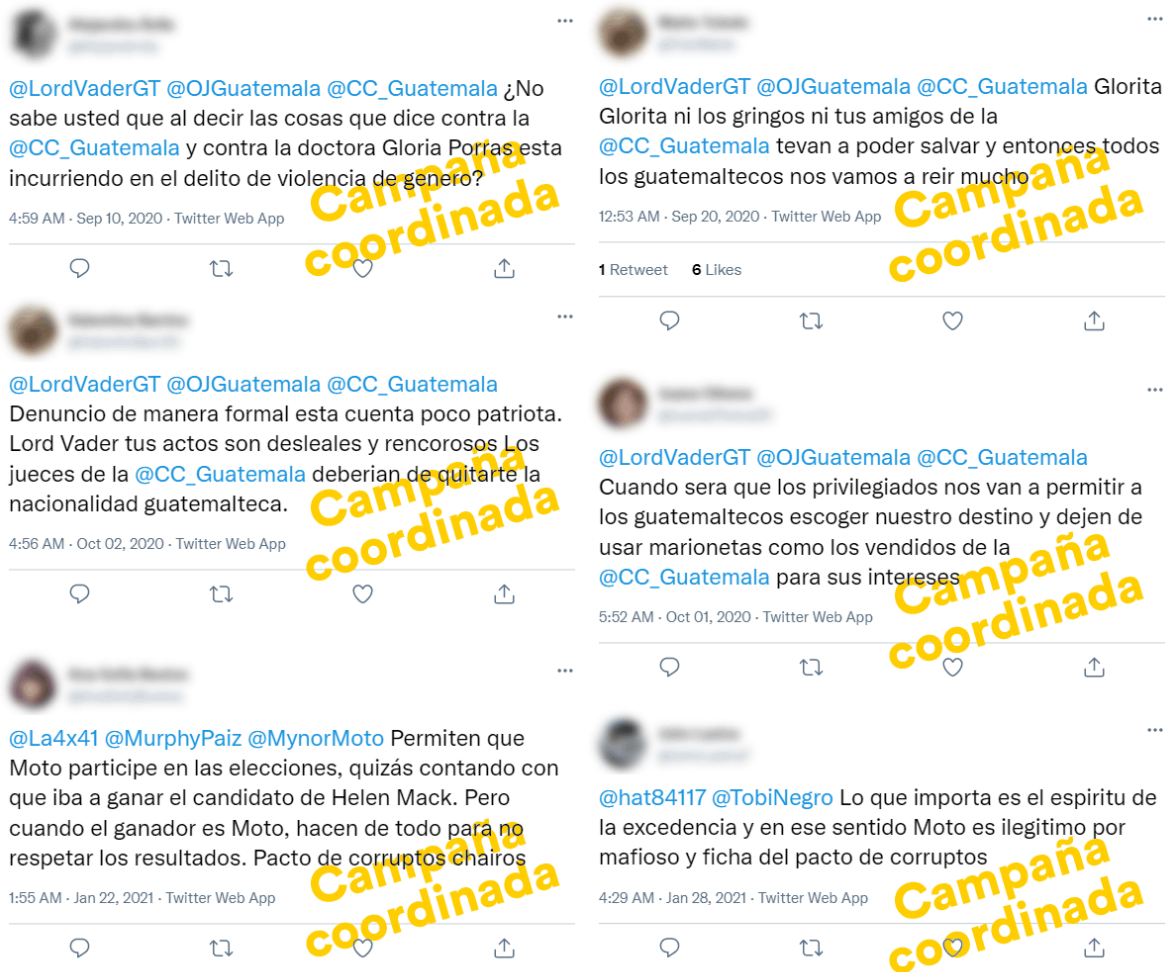 @LordVaderGT @OJGuatemala @CC_Guatemala ¿No
sabe usted que al decir las cosas que dice contra la
@CC_Guatemala y contra la doctora Gloria Porras esta
incurriendo en el delito de violencia de genero?
4:59 AM · Sep 10, 2020 · Twitter Web App
Campaña
coordinada
@LordVaderGT @OJGuatemala @CC_Guatemala
Denuncio de manera formal esta cuenta poco patriota.
Lord Vader tus actos son desleales y rencorosos Los
jueces de la @CC_Guatemala deberian de quitarte la
nacionalidad guatemalteca.
4:56 AM · Oct 02, 2020 · Twitter Web App
Campaña
coordinada
@La4x41 @MurphyPaiz @MynorMoto Permiten que
Moto participe en las elecciones, quizás contando con
que iba a ganar el candidato de Helen Mack. Pero
cuando el ganador es Moto, hacen de todo para no
respetar los resultados. Pacto de corruptos chairos
1:55 AM · Jan 22, 2021 · Twitter Web App
Campaña
coordinada
@LordVaderGT @OJGuatemala @CC_Guatemala Glorita
Glorita ni los gringos ni tus amigos de la
@CC_Guatemala tevan a poder salvar y entonces todos
los guatemaltecos nos vamos a reir mucho
12:53 AM · Sep 20, 2020 · Twitter Web App
Campaña
coordinada
1 Retweet 6 Likes
@LordVaderGT @OJGuatemala @CC_Guatemala
Cuando sera que los privilegiados nos van a permitir a
los guatemaltecos escoger nuestro destino y dejen de
usar marionetas como los vendidos de la
@CC_Guatemala para sus intereses
5:52 AM · Oct 01, 2020 · Twitter Web App
Campaña
coordinada
@hat84117 @TobiNegro Lo que importa es el espiritu de
la excedencia y en ese sentido Moto es ilegitimo por
mafioso y ficha del pacto de corruptos
4:29 AM · Jan 28, 2021 · Twitter Web App
Campaña
coordinada